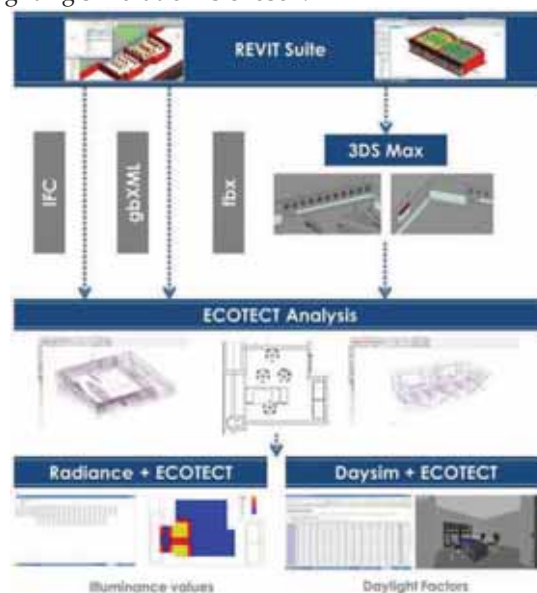 REVIT Suite
IFC
gbXML
fbx
3DS Max
ECOTECT Analysis
Radiance + ECOTECT
Daysim + ECOTECT
Illuminance values
Daylight Factors